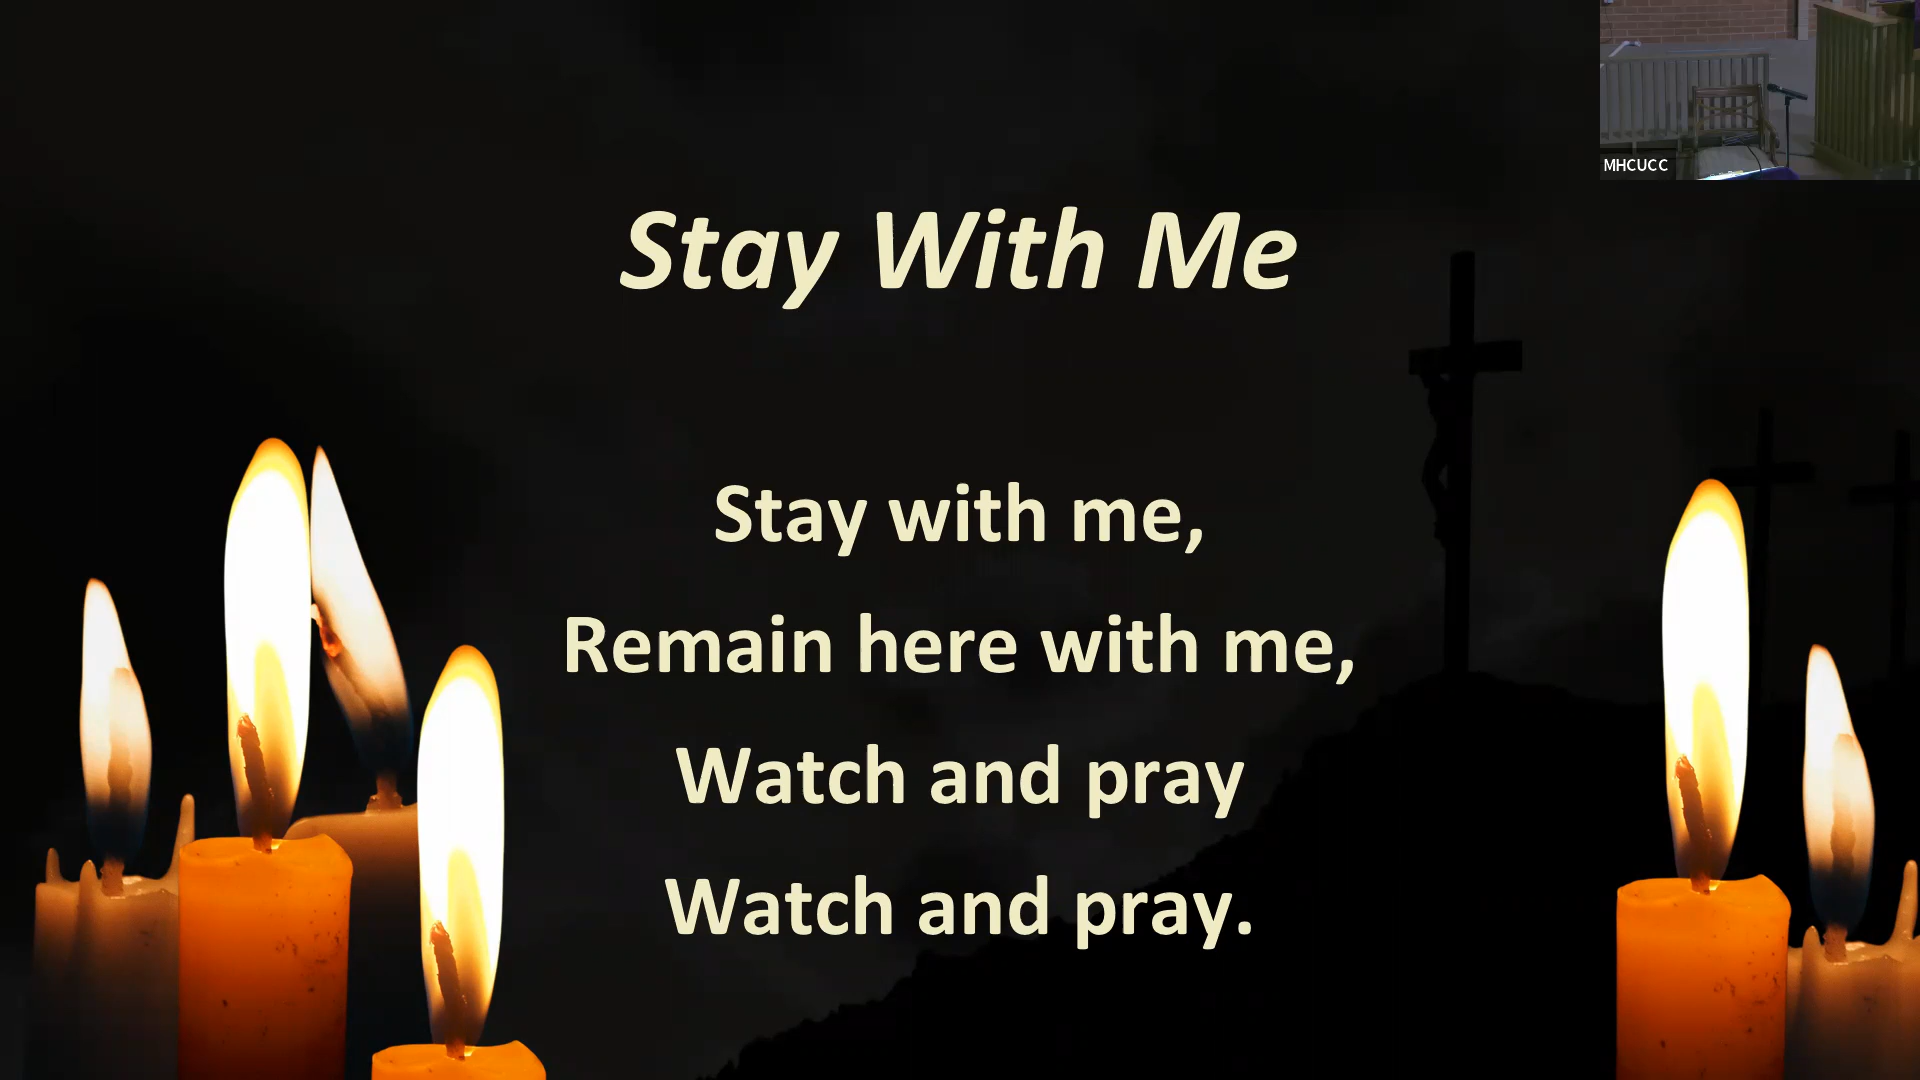 MHCUCC
Stay With Me
Stay with me,
Remain here with me,
Watch and pray
Watch and pray.